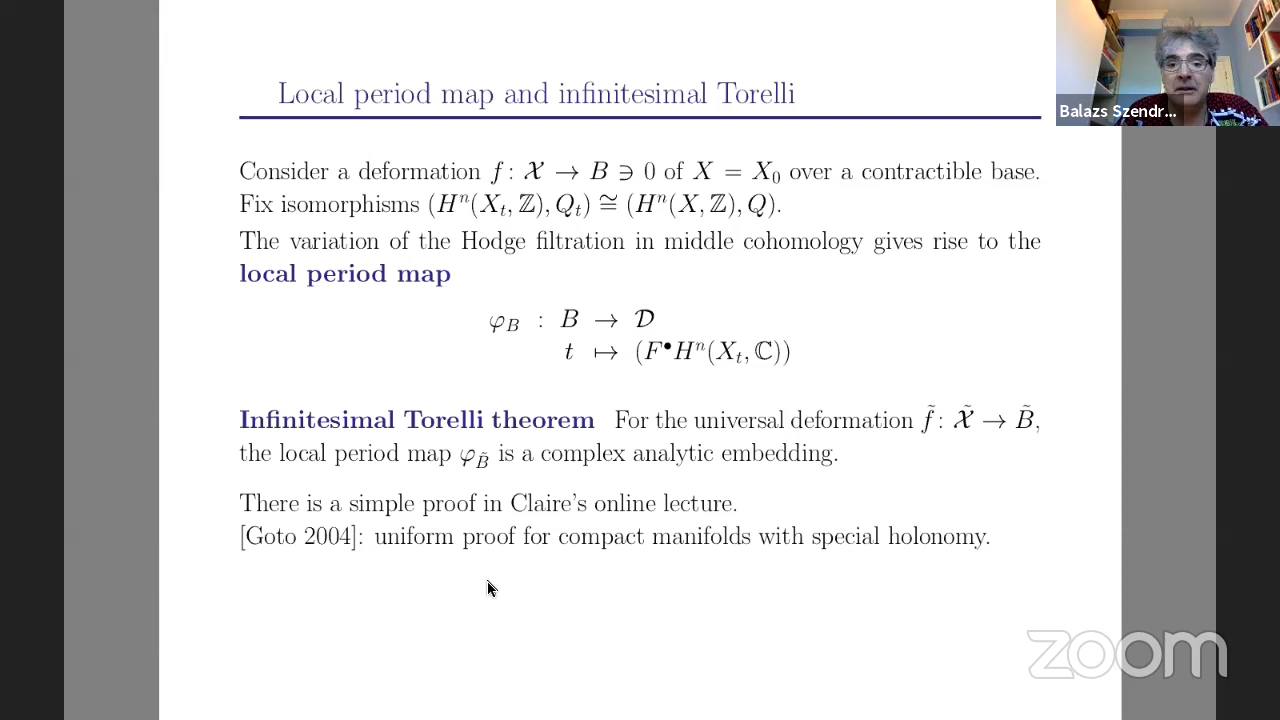 Local period map and infinitesimal Torelli
Balazs Szendr...
Consider a deformation f : 𝒳 → B ∋ 0 of X = X₀ over a contractible base.
Fix isomorphisms (Hⁿ(Xₜ, ℤ), Qₜ) ≅ (Hⁿ(X, ℤ), Q).
The variation of the Hodge filtration in middle cohomology gives rise to the
local period map
φ_B : B → 𝒟
t ↦ (F^•Hⁿ(Xₜ, ℂ))
Infinitesimal Torelli theorem For the universal deformation f̃ : 𝒳̃ → B̃,
the local period map φ_B̃ is a complex analytic embedding.
There is a simple proof in Claire's online lecture.
[Goto 2004]: uniform proof for compact manifolds with special holonomy.
zoom